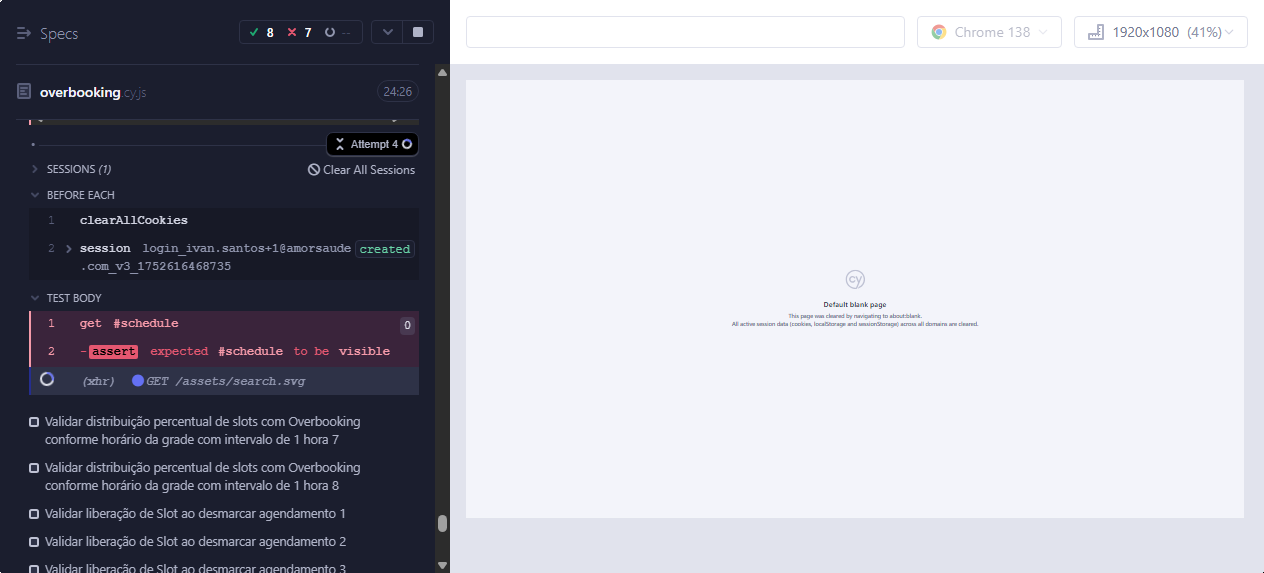 Specs
8 7 --
overbooking.cy.js 24:26
Attempt 4
SESSIONS (1) Clear All Sessions
BEFORE EACH
1 clearAllCookies
2 session login_ivan.santos+1@amorsaude created
.com_v3_1752616468735
TEST BODY
1 get #schedule 0
2 -assert expected #schedule to be visible
(xhr) GET /assets/search.svg
Validar distribuição percentual de slots com Overbooking
conforme horário da grade com intervalo de 1 hora 7
Validar distribuição percentual de slots com Overbooking
conforme horário da grade com intervalo de 1 hora 8
Validar liberação de Slot ao desmarcar agendamento 1
Validar liberação de Slot ao desmarcar agendamento 2
Validar liberação de Slot ao desmarcar agendamento 3
Chrome 138 1920x1080 (41%)
cy
Default blank page
This page was cleared by navigating to about:blank.
All active session data (cookies, localStorage and sessionStorage) across all domains are cleared.